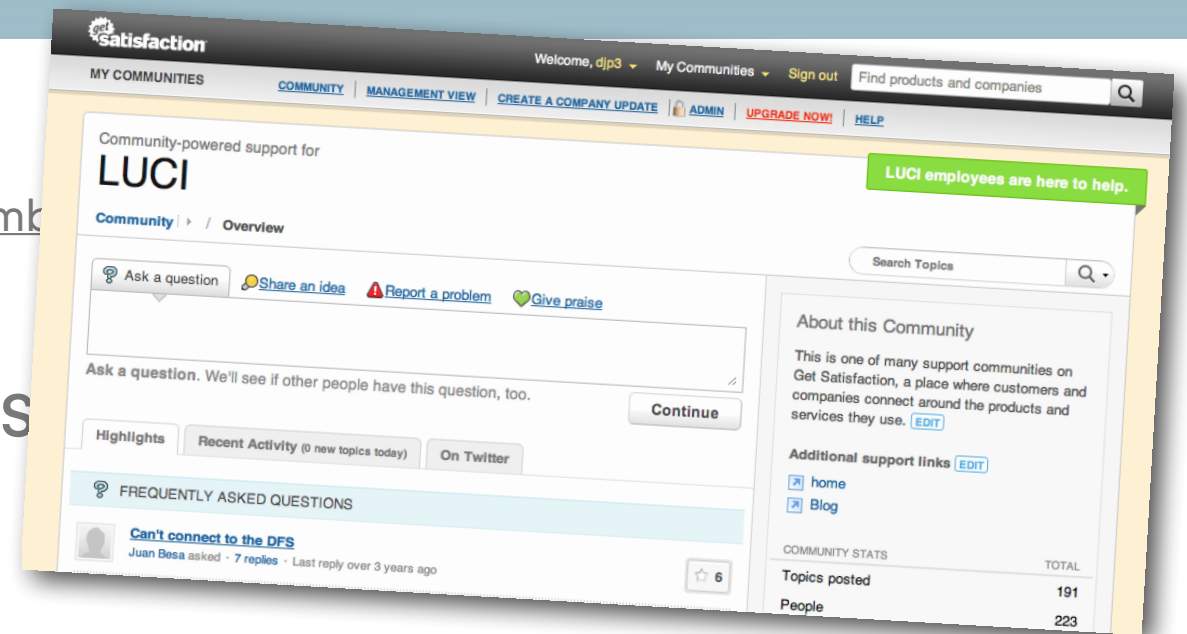 get satisfaction
Welcome, djp3 My Communities Sign out Find products and companies
MY COMMUNITIES COMMUNITY MANAGEMENT VIEW CREATE A COMPANY UPDATE ADMIN UPGRADE NOW! HELP
Community-powered support for
LUCI
LUCI employees are here to help.
Community / Overview
Search Topics
Ask a question Share an idea Report a problem Give praise
Ask a question. We'll see if other people have this question, too.
Continue
Highlights Recent Activity (0 new topics today) On Twitter
FREQUENTLY ASKED QUESTIONS
Can't connect to the DFS
Juan Besa asked · 7 replies · Last reply over 3 years ago
6
About this Community
This is one of many support communities on
Get Satisfaction, a place where customers and
companies connect around the products and
services they use. EDIT
Additional support links EDIT
home
Blog
COMMUNITY STATS TOTAL
Topics posted 191
People 223